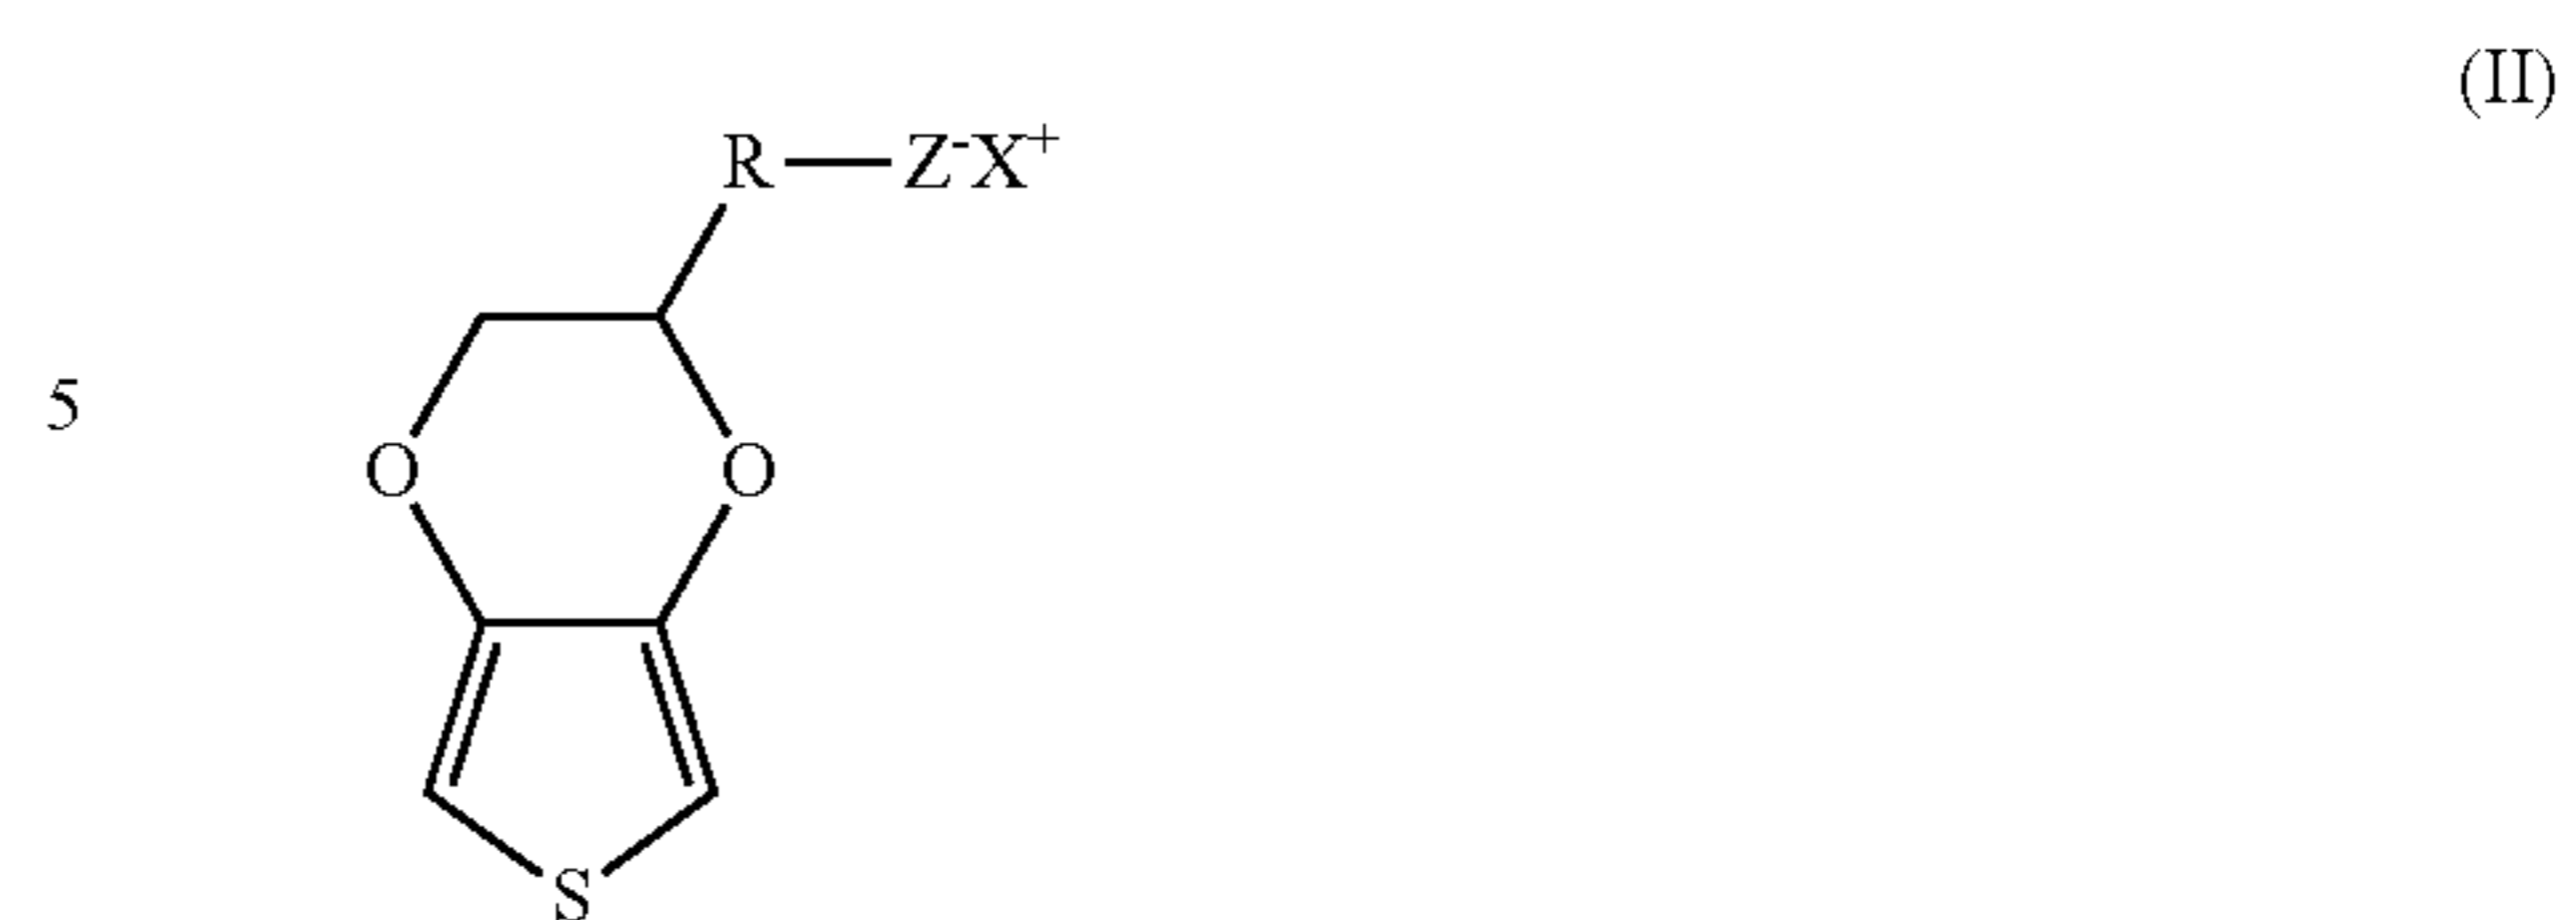 (II)
R—Z⁻X⁺
5
O O
S